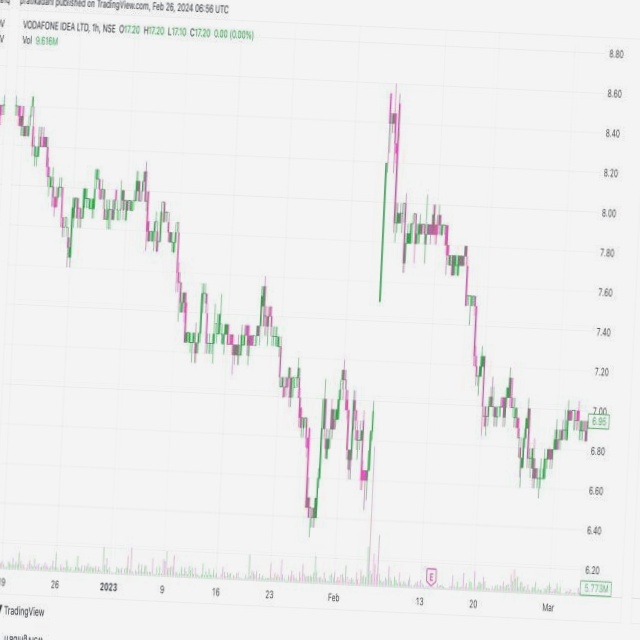 published on TradingView.com, Feb 26, 2024 06:56 UTC
VODAFONE IDEA LTD, 1h, NSE O17.20 H17.20 L17.10 C17.20 0.00 (0.00%)
Vol 9.616M
8.80
8.60
8.40
8.20
8.00
7.80
7.60
7.40
7.20
7.00
6.95
6.80
6.60
6.40
6.20
5.773M
E
26 2023 9 16 23 Feb 13 20 Mar
TradingView